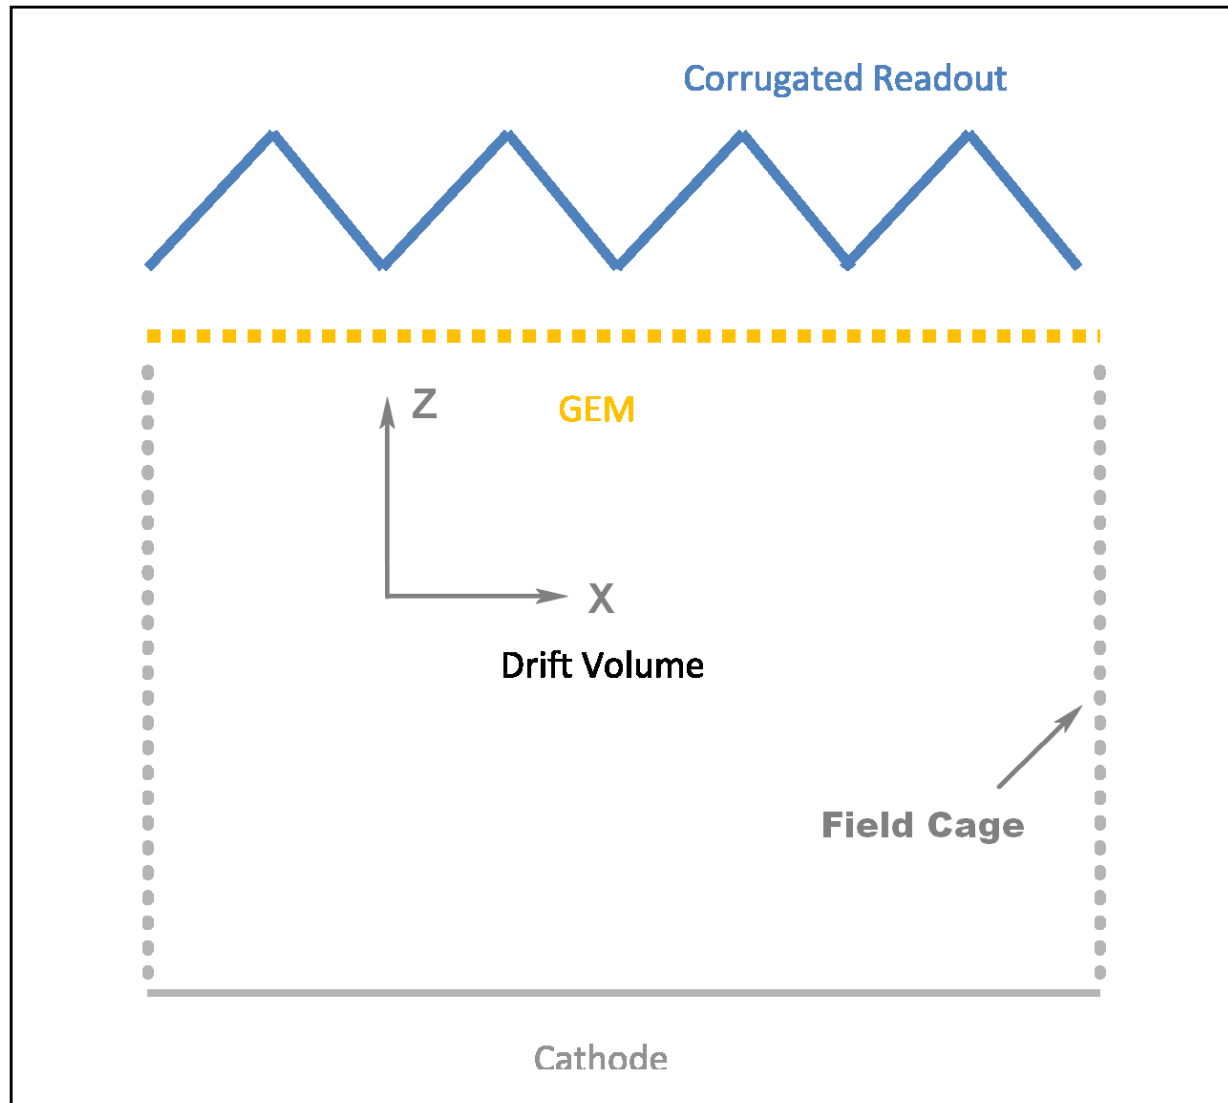 Corrugated Readout
GEM
Z
X
Drift Volume
Field Cage
Cathode